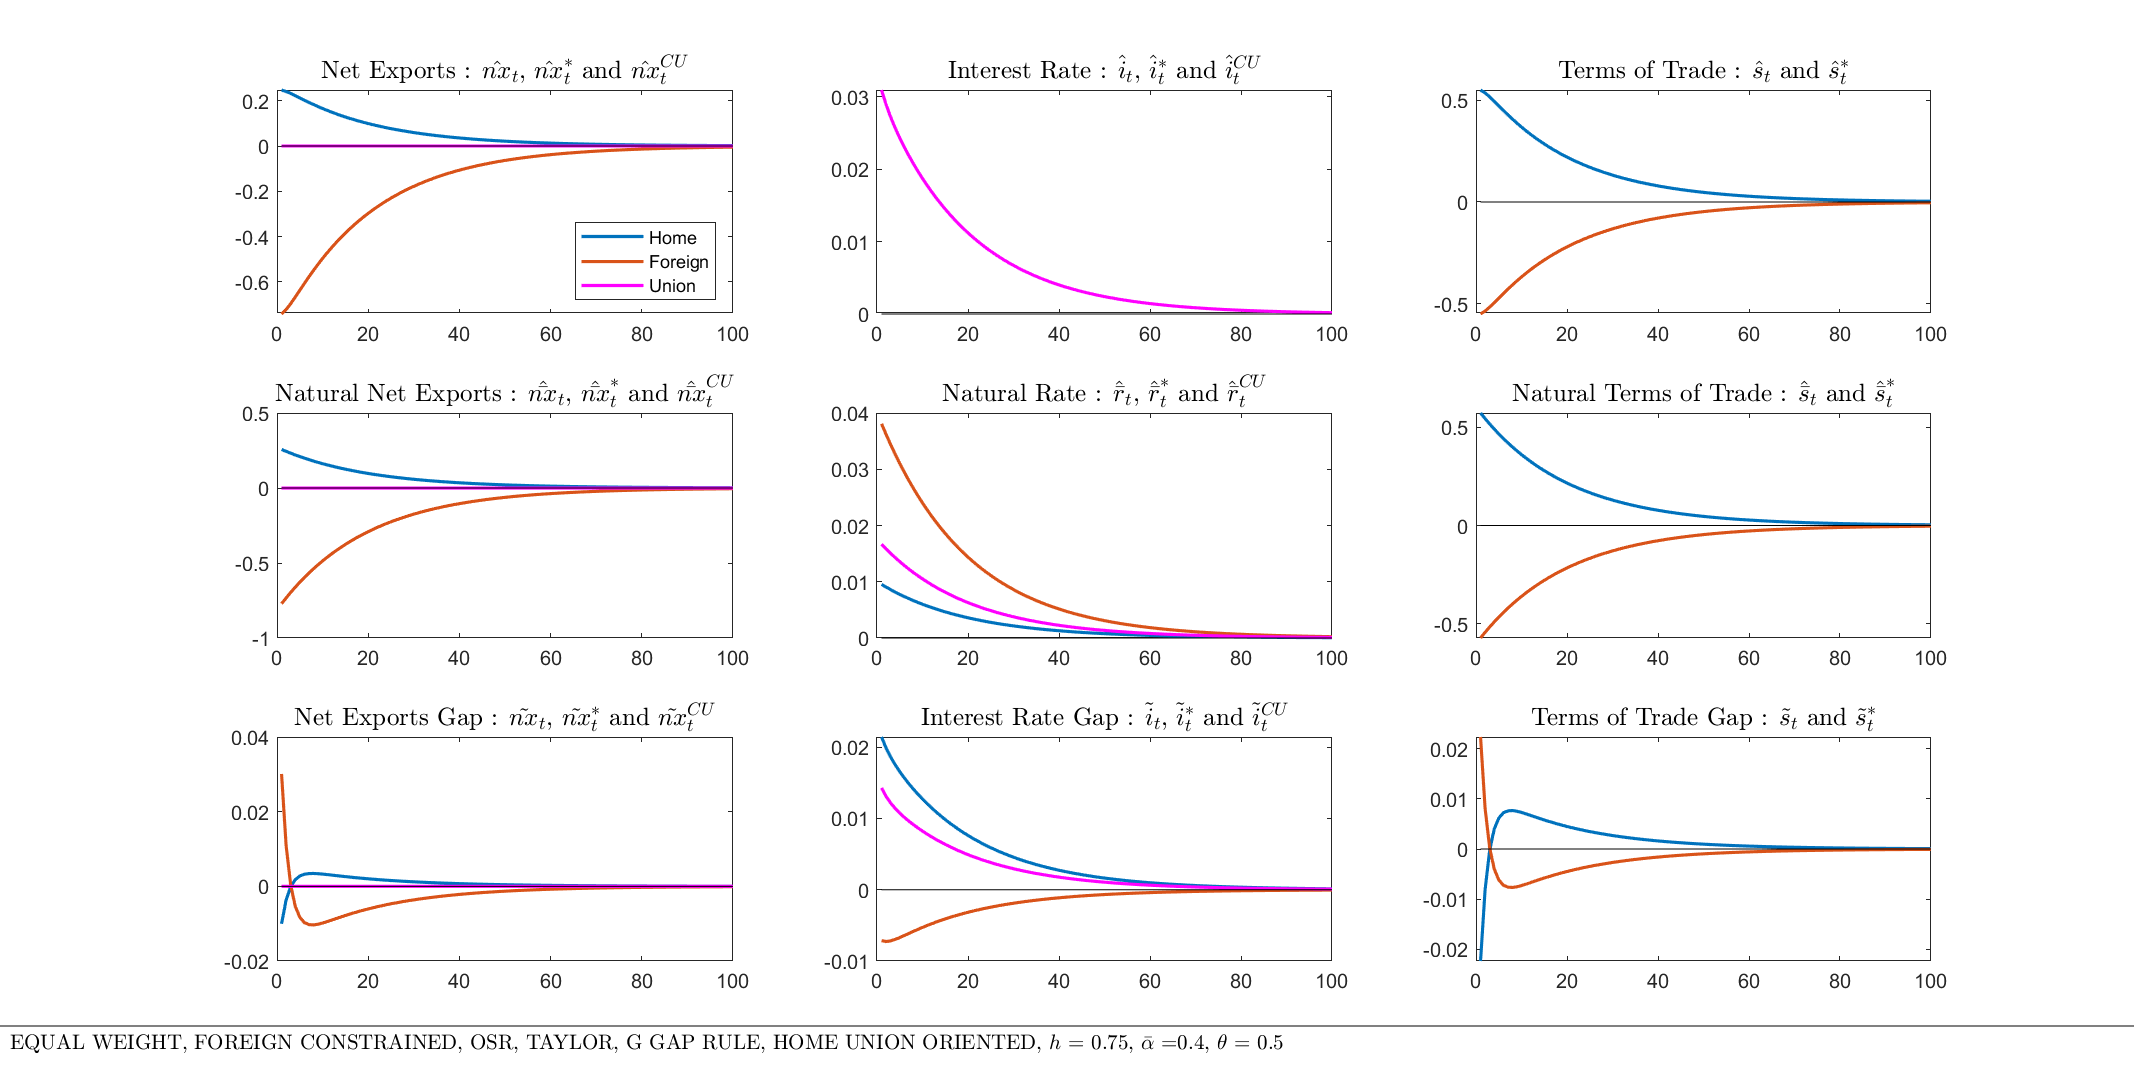 Net Exports : n̂x_t, n̂x_t^* and n̂x_t^{CU}
0.2
0
-0.2
-0.4
-0.6
Home
Foreign
Union
0 20 40 60 80 100
Interest Rate : î_t, î_t^* and î_t^{CU}
0.03
0.02
0.01
0
0 20 40 60 80 100
Terms of Trade : ŝ_t and ŝ_t^*
0.5
0
-0.5
0 20 40 60 80 100
Natural Net Exports : n̄̂x_t, n̄̂x_t^* and n̄̂x_t^{CU}
0.5
0
-0.5
-1
0 20 40 60 80 100
Natural Rate : r̄̂_t, r̄̂_t^* and r̄̂_t^{CU}
0.04
0.03
0.02
0.01
0
0 20 40 60 80 100
Natural Terms of Trade : s̄̂_t and s̄̂_t^*
0.5
0
-0.5
0 20 40 60 80 100
Net Exports Gap : ñx_t, ñx_t^* and ñx_t^{CU}
0.04
0.02
0
-0.02
0 20 40 60 80 100
Interest Rate Gap : ĩ_t, ĩ_t^* and ĩ_t^{CU}
0.02
0.01
0
-0.01
0 20 40 60 80 100
Terms of Trade Gap : s̃_t and s̃_t^*
0.02
0.01
0
-0.01
-0.02
0 20 40 60 80 100
EQUAL WEIGHT, FOREIGN CONSTRAINED, OSR, TAYLOR, G GAP RULE, HOME UNION ORIENTED, h = 0.75, ᾱ =0.4, θ = 0.5